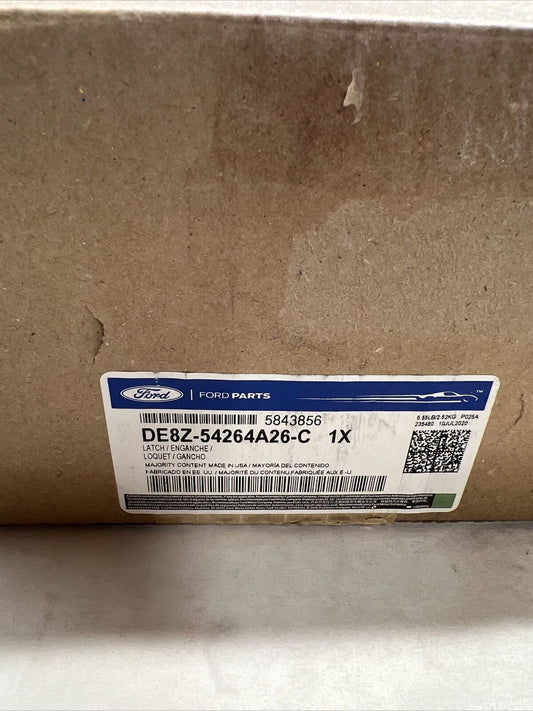 Ford | FORD PARTS ™
5843856
5.55LB/2.52KG P025A
235480 10JUL2020
DE8Z-54264A26-C 1X
LATCH / ENGANCHE /
LOQUET / GANCHO
MAJORITY CONTENT MADE IN USA / MAYORÍA DEL CONTENIDO
FABRICADO EN EE. UU. / MAJORITÉ DU CONTENU FABRIQUÉE AUX É.-U.